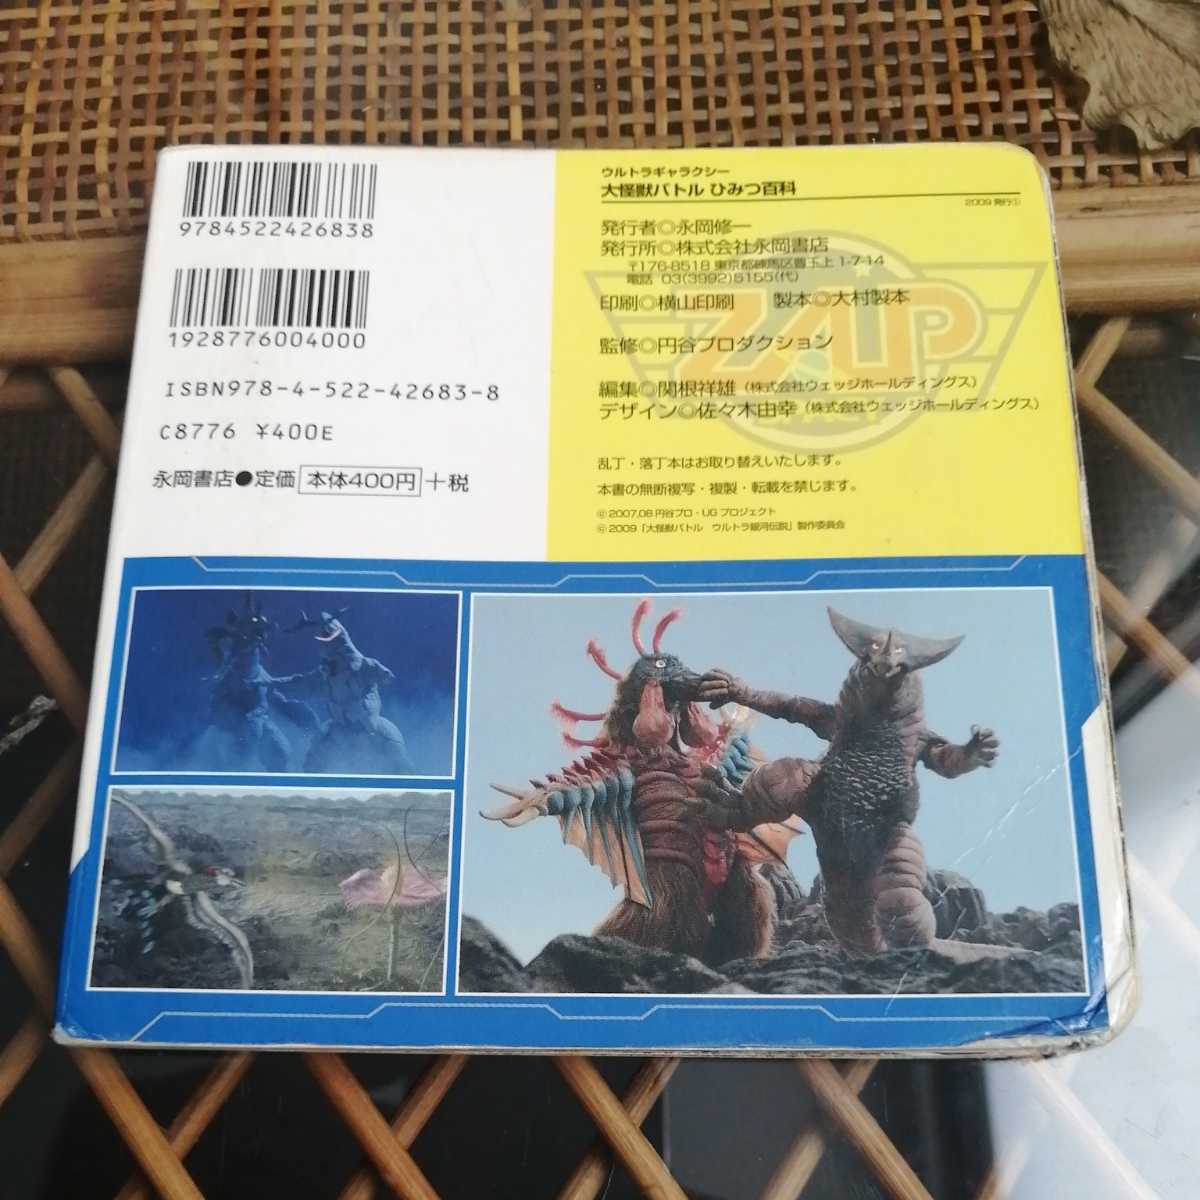 9784522426838
1928776004000
ISBN978-4-522-42683-8
C8776 ¥400E
永岡書店●定価 本体400円 +税
ウルトラギャラクシー
大怪獣バトル ひみつ百科
2009 発行①
発行者◎永岡修一
発行所◎株式会社永岡書店
〒176-8518 東京都練馬区豊玉上 1-7-14
電話 03(3992)5155(代)
印刷◎横山印刷 製本◎大村製本
監修◎円谷プロダクション
編集◎関根祥雄 (株式会社ウェッジホールディングス)
デザイン◎佐々木由幸 (株式会社ウェッジホールディングス)
乱丁・落丁本はお取り替えいたします。
本書の無断複写・複製・転載を禁じます。
© 2007,08 円谷プロ・UG プロジェクト
© 2009「大怪獣バトル ウルトラ銀河伝説」製作委員会
ZAP